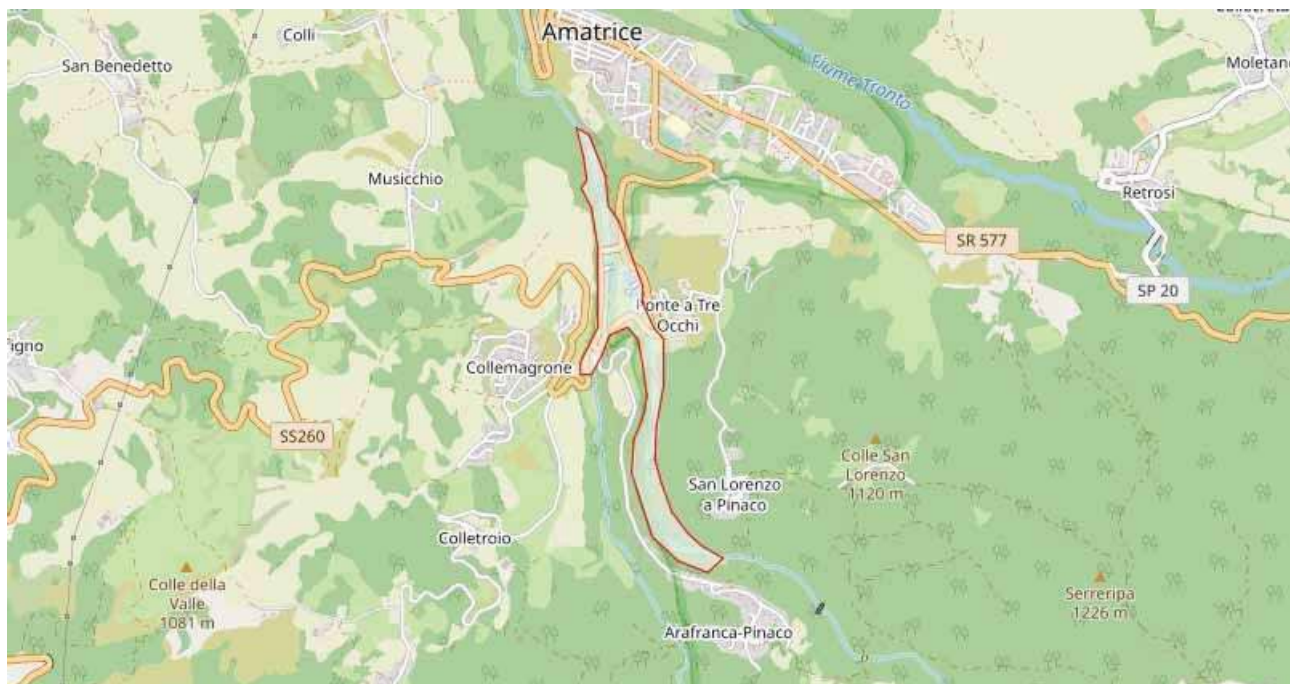 Amatrice
Colli
San Benedetto
Fiume Tronto
Moletano
Musicchio
Retrosi
SR 577
SP 20
Ponte a Tre
Occhi
Collemagrone
SS260
Colle San
Lorenzo
1120 m
San Lorenzo
a Pinaco
Colletroio
Colle della
Valle
1081 m
Serreripa
1226 m
Arafranca-Pinaco